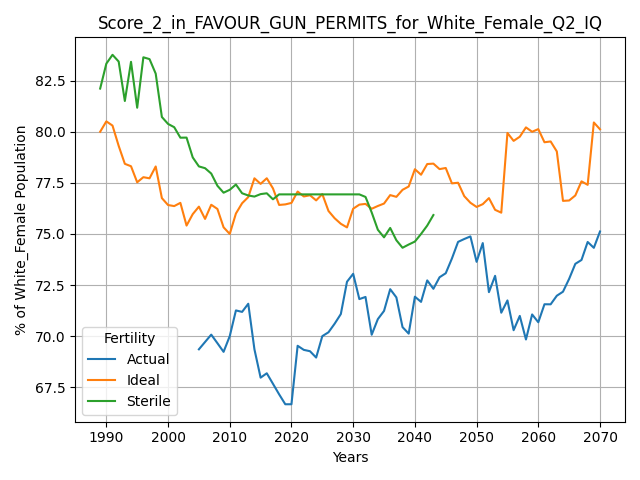 Score_2_in_FAVOUR_GUN_PERMITS_for_White_Female_Q2_IQ
% of White_Female Population
82.5
80.0
77.5
75.0
72.5
70.0
67.5
Fertility
Actual
Ideal
Sterile
1990 2000 2010 2020 2030 2040 2050 2060 2070
Years